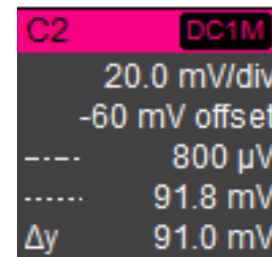 C2 DC1M
20.0 mV/div
-60 mV offset
800 µV
91.8 mV
Δy 91.0 mV